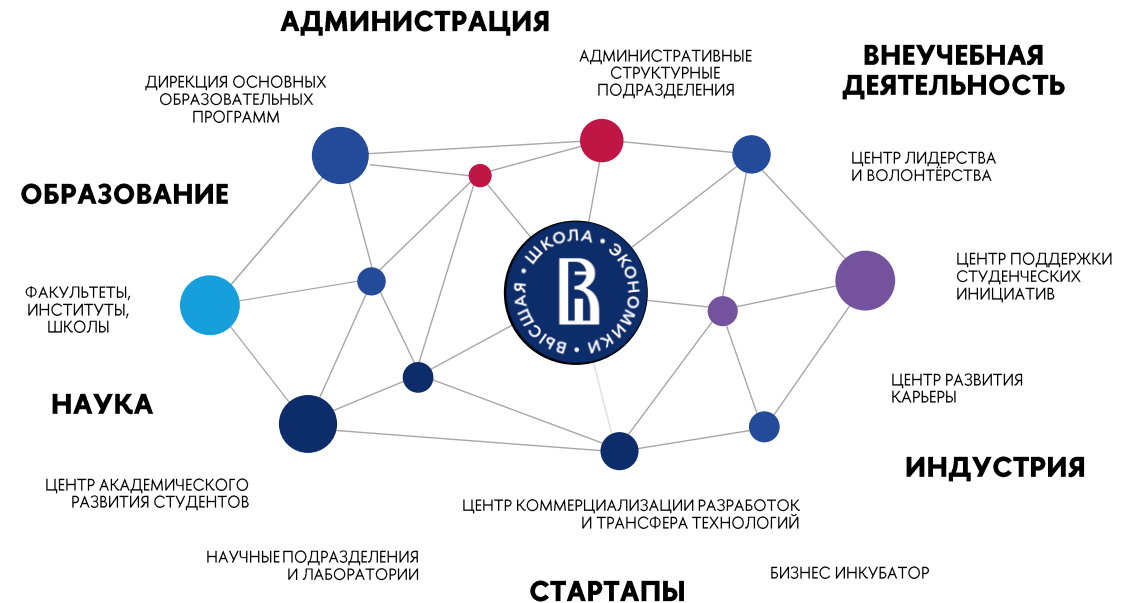 АДМИНИСТРАЦИЯ
АДМИНИСТРАТИВНЫЕ
СТРУКТУРНЫЕ
ПОДРАЗДЕЛЕНИЯ
ВНЕУЧЕБНАЯ
ДЕЯТЕЛЬНОСТЬ
ДИРЕКЦИЯ ОСНОВНЫХ
ОБРАЗОВАТЕЛЬНЫХ
ПРОГРАММ
ЦЕНТР ЛИДЕРСТВА
И ВОЛОНТЁРСТВА
ОБРАЗОВАНИЕ
ВЫСШАЯ • ШКОЛА • ЭКОНОМИКИ •
ЦЕНТР ПОДДЕРЖКИ
СТУДЕНЧЕСКИХ
ИНИЦИАТИВ
ФАКУЛЬТЕТЫ,
ИНСТИТУТЫ,
ШКОЛЫ
ЦЕНТР РАЗВИТИЯ
КАРЬЕРЫ
НАУКА
ИНДУСТРИЯ
ЦЕНТР АКАДЕМИЧЕСКОГО
РАЗВИТИЯ СТУДЕНТОВ
ЦЕНТР КОММЕРЦИАЛИЗАЦИИ РАЗРАБОТОК
И ТРАНСФЕРА ТЕХНОЛОГИЙ
НАУЧНЫЕ ПОДРАЗДЕЛЕНИЯ
И ЛАБОРАТОРИИ
БИЗНЕС ИНКУБАТОР
СТАРТАПЫ